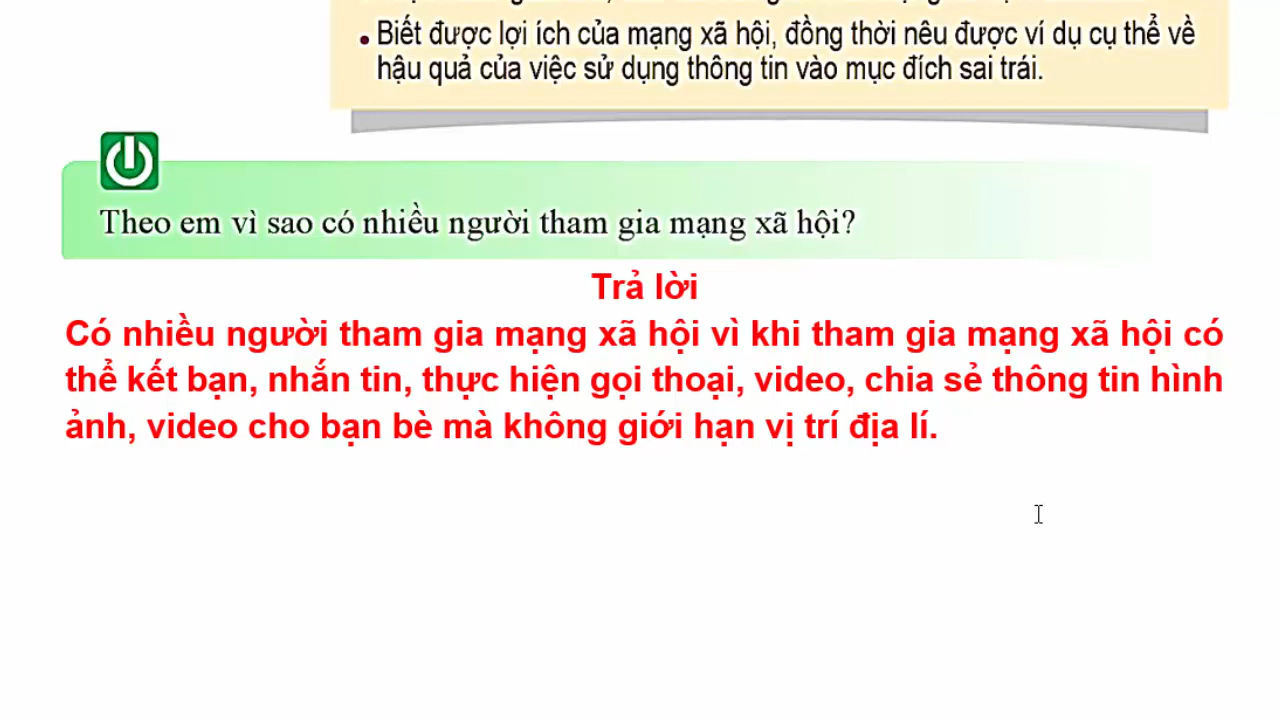 Biết được lợi ích của mạng xã hội, đồng thời nêu được ví dụ cụ thể về
hậu quả của việc sử dụng thông tin vào mục đích sai trái.
Theo em vì sao có nhiều người tham gia mạng xã hội?
Trả lời
Có nhiều người tham gia mạng xã hội vì khi tham gia mạng xã hội có
thể kết bạn, nhắn tin, thực hiện gọi thoại, video, chia sẻ thông tin hình
ảnh, video cho bạn bè mà không giới hạn vị trí địa lí.